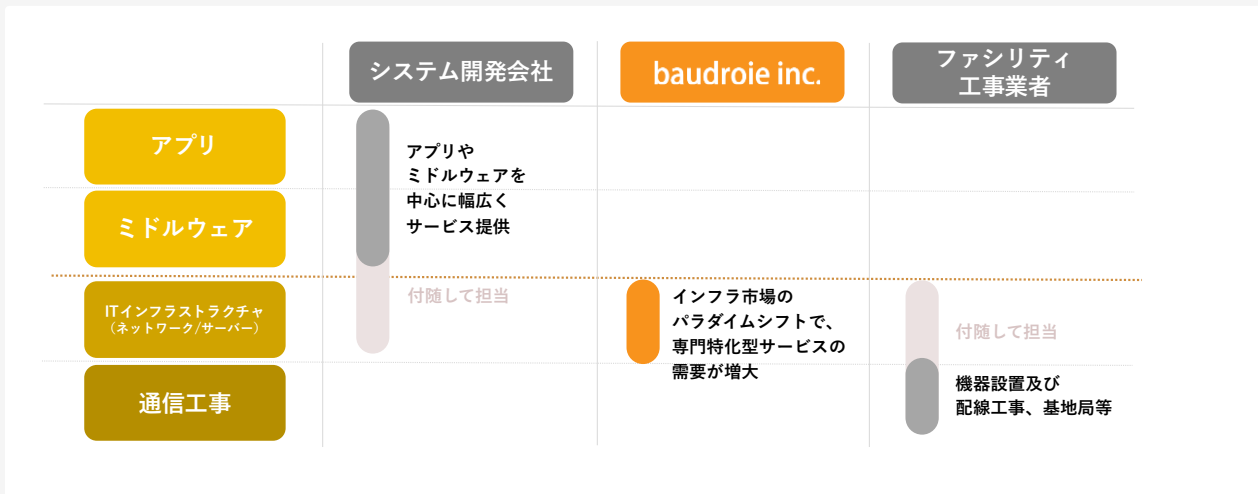 システム開発会社
baudroie inc.
ファシリティ
工事業者
アプリ
アプリや
ミドルウェアを
中心に幅広く
サービス提供
ミドルウェア
ITインフラストラクチャ
（ネットワーク/サーバー）
付随して担当
インフラ市場の
パラダイムシフトで、
専門特化型サービスの
需要が増大
付随して担当
通信工事
機器設置及び
配線工事、基地局等